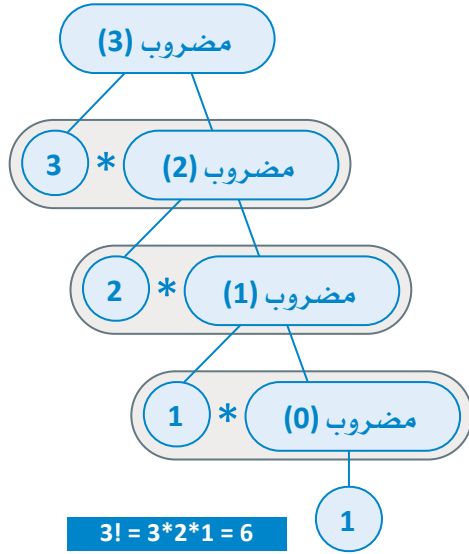 مضروب (3)
3 * مضروب (2)
2 * مضروب (1)
1 * مضروب (0)
1
3! = 3*2*1 = 6